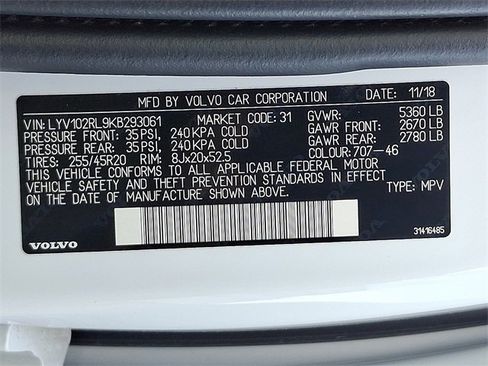 MFD BY VOLVO CAR CORPORATION DATE: 11/18
VIN: LYV102RL9KB293061 MARKET CODE: 31 GVWR: 5360 LB
PRESSURE FRONT: 35 PSI, 240 KPA COLD GAWR FRONT: 2670 LB
PRESSURE REAR: 35 PSI, 240 KPA COLD GAWR REAR: 2780 LB
TIRES: 255/45R20 RIM: 8Jx20x52.5 COLOUR: 707-46
THIS VEHICLE CONFORMS TO ALL APPLICABLE FEDERAL MOTOR
VEHICLE SAFETY AND THEFT PREVENTION STANDARDS IN EFFECT
ON THE DATE OF MANUFACTURE SHOWN ABOVE. TYPE: MPV
VOLVO
31416485